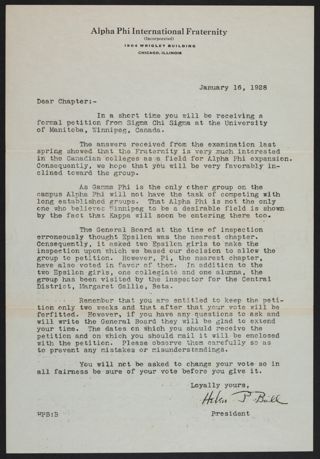 Alpha Phi International Fraternity
(Incorporated)
1804 WRIGLEY BUILDING
CHICAGO, ILLINOIS
January 16, 1928
Dear Chapter:-
In a short time you will be receiving a
formal petition from Sigma Chi Sigma at the University
of Manitoba, Winnipeg, Canada.
The answers received from the examination last
spring showed that the Fraternity is very much interested
in the Canadian colleges as a field for Alpha Phi expansion.
Consequently, we hope that you will be very favorably in-
clined toward the group.
As Gamma Phi is the only other group on the
campus Alpha Phi will not have the task of competing with
long established groups. That Alpha Phi is not the only
one who believes Winnipeg to be a desirable field is shown
by the fact that Kappa will soon be entering there too.
The General Board at the time of inspection
erroneously thought Epsilon was the nearest chapter.
Consequently, it asked two Epsilon girls to make the
inspection upon which we based our decision to allow the
group to petition. However, Pi, the nearest chapter,
have also voted in favor of them. In addition to the
two Epsilon girls, one collegiate and one alumna, the
group had been visited by the inspector for the Central
District, Margaret Gallie, Beta.
Remember that you are entitled to keep the peti-
tion only two weeks and that after that your vote will be
forfitted. However, if you have any questions to ask and
will write the General Board they will be glad to extend
your time. The dates on which you should receive the
petition and on which you should mail it will be enclosed
with the petition. Please observe them carefully so as
to prevent any mistakes or misunderstandings.
You will not be asked to change your vote so in
all fairness be sure of your vote before you give it.
Loyally yours,
HPB:B
President